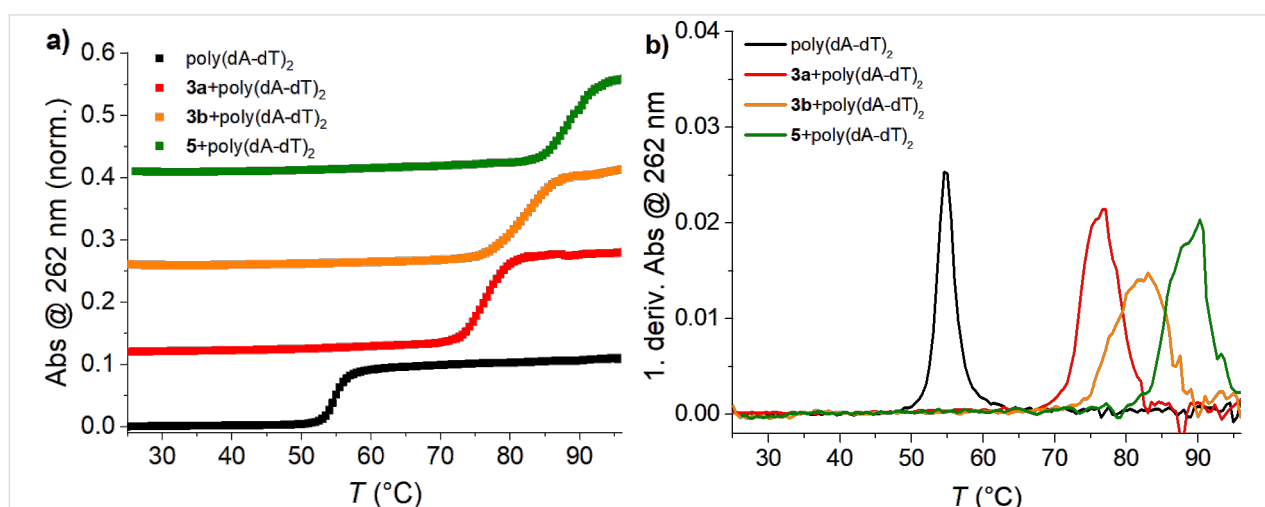 a)
0.6
0.5
0.4
0.3
0.2
0.1
0.0
Abs @ 262 nm (norm.)
poly(dA-dT)₂
3a+poly(dA-dT)₂
3b+poly(dA-dT)₂
5+poly(dA-dT)₂
30 40 50 60 70 80 90
T (°C)
b)
0.04
0.03
0.02
0.01
0.00
1. deriv. Abs @ 262 nm
poly(dA-dT)₂
3a+poly(dA-dT)₂
3b+poly(dA-dT)₂
5+poly(dA-dT)₂
30 40 50 60 70 80 90
T (°C)